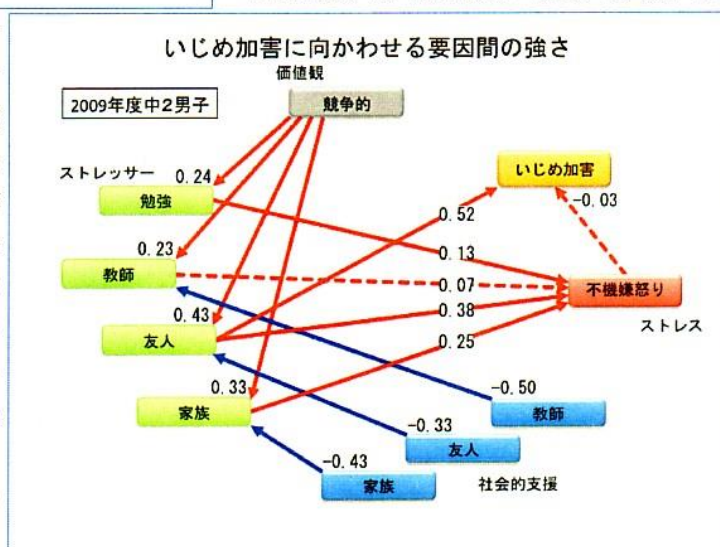 いじめ加害に向かわせる要因間の強さ
価値観
2009年度中2男子
競争的
ストレッサー
0.24
勉強
いじめ加害
0.52
-0.03
0.13
0.23
教師
0.07
不機嫌怒り
0.43
0.38
ストレス
友人
0.25
0.33
家族
-0.50
教師
-0.33
友人
-0.43
家族
社会的支援